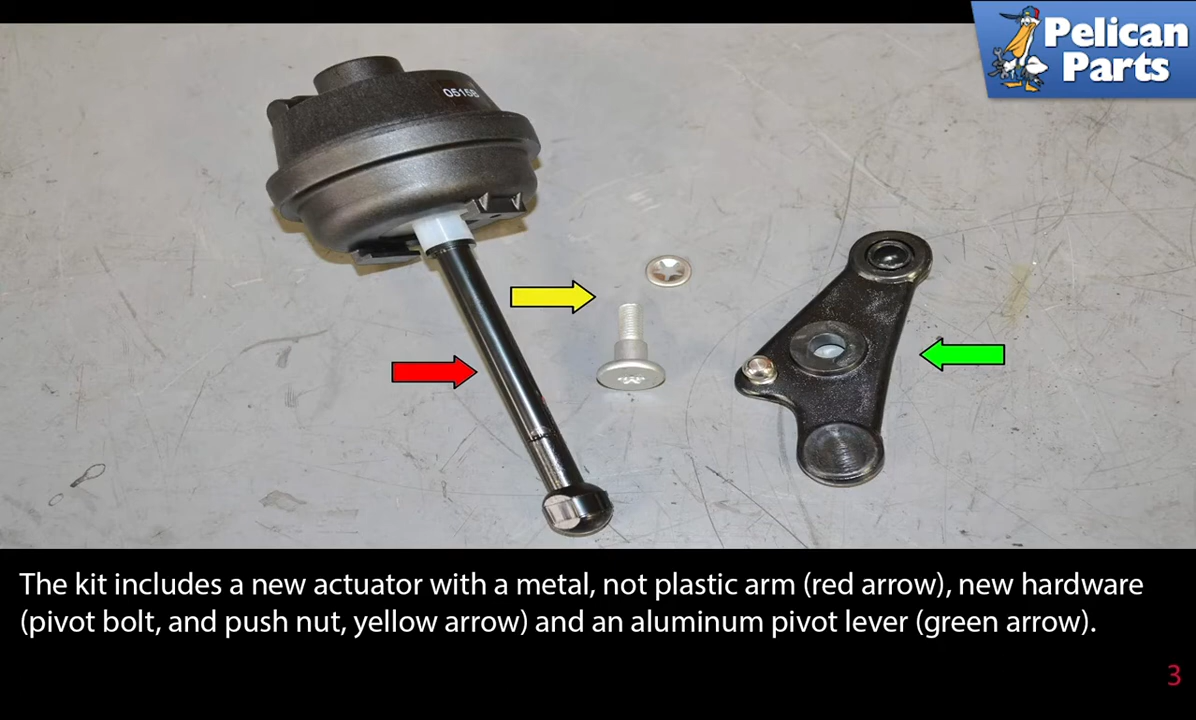 Pelican
Parts
05158
The kit includes a new actuator with a metal, not plastic arm (red arrow), new hardware
(pivot bolt, and push nut, yellow arrow) and an aluminum pivot lever (green arrow).
3